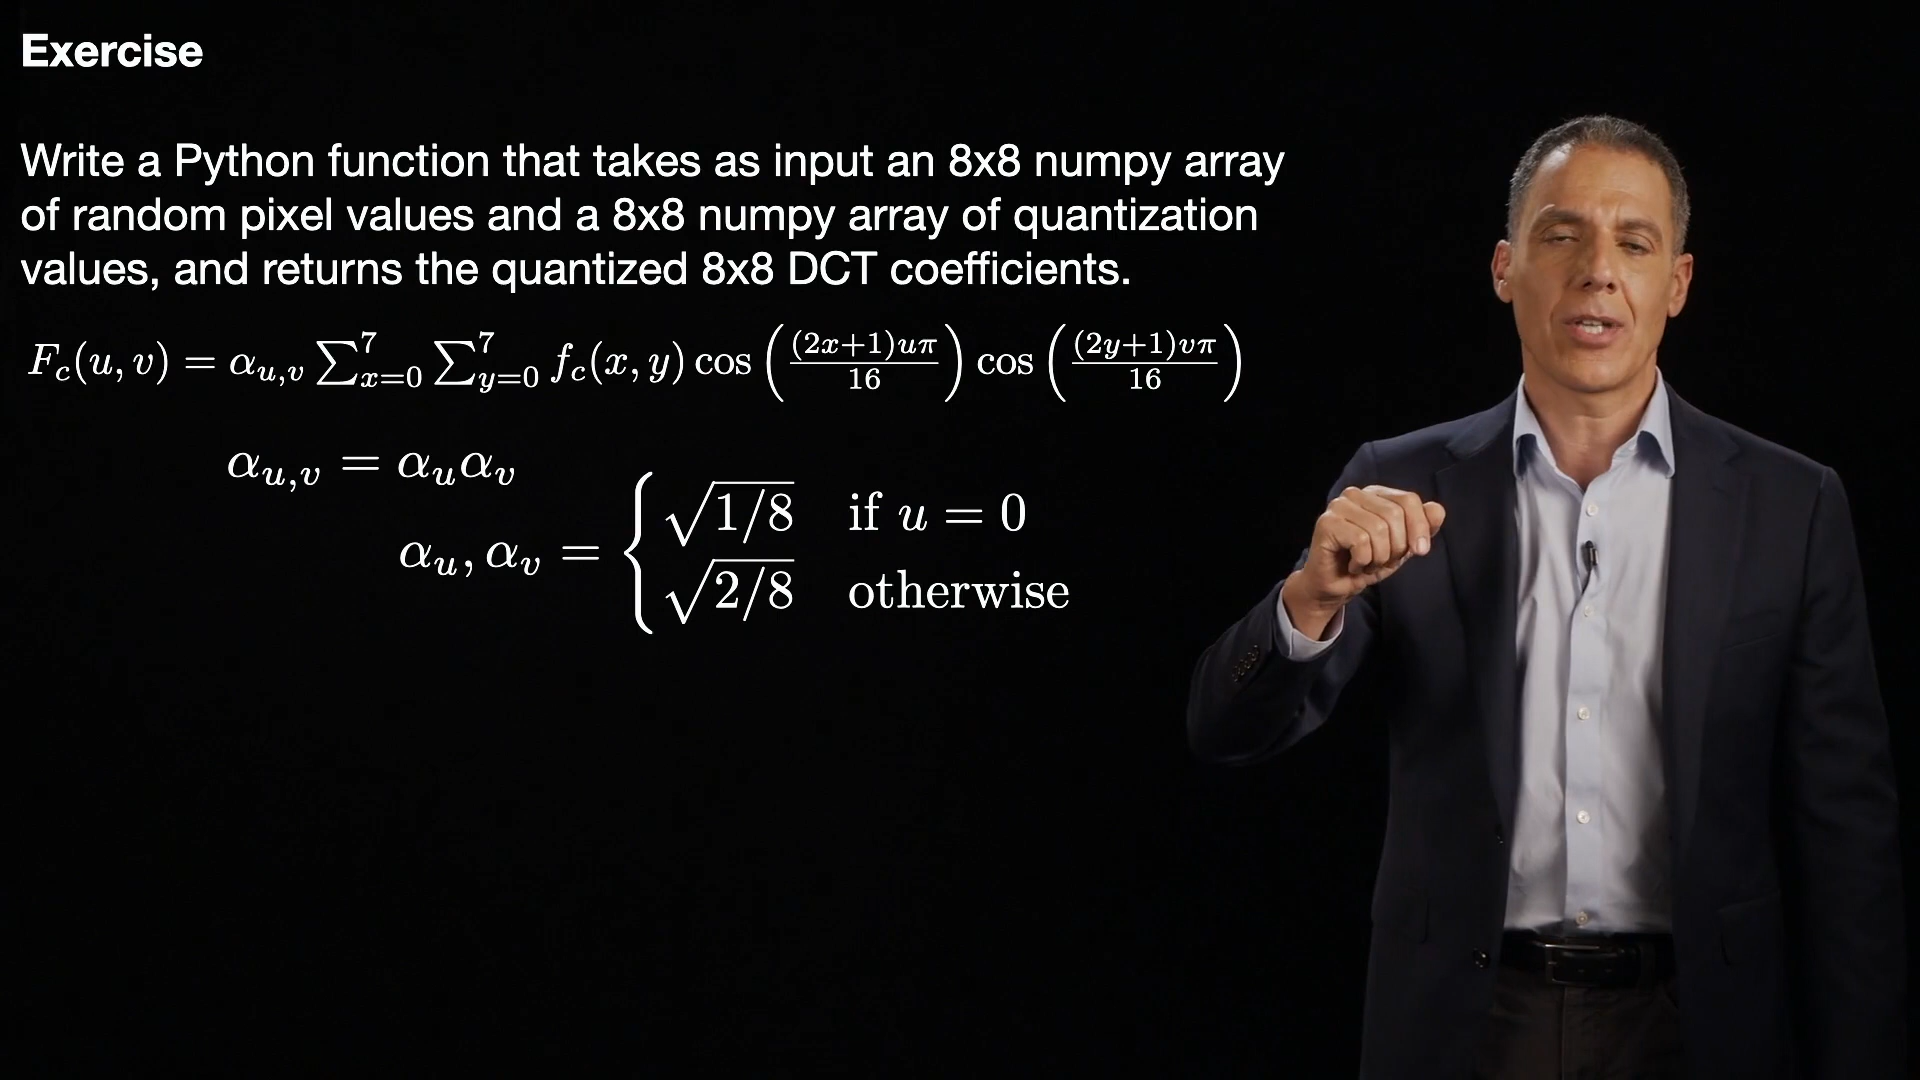 Exercise
Write a Python function that takes as input an 8x8 numpy array
of random pixel values and a 8x8 numpy array of quantization
values, and returns the quantized 8x8 DCT coefficients.
F_c(u, v) = α_{u,v} ∑_{x=0}^{7} ∑_{y=0}^{7} f_c(x, y) cos((2x+1)uπ/16) cos((2y+1)vπ/16)
α_{u,v} = α_u α_v
α_u, α_v = { √1/8 if u = 0
√2/8 otherwise